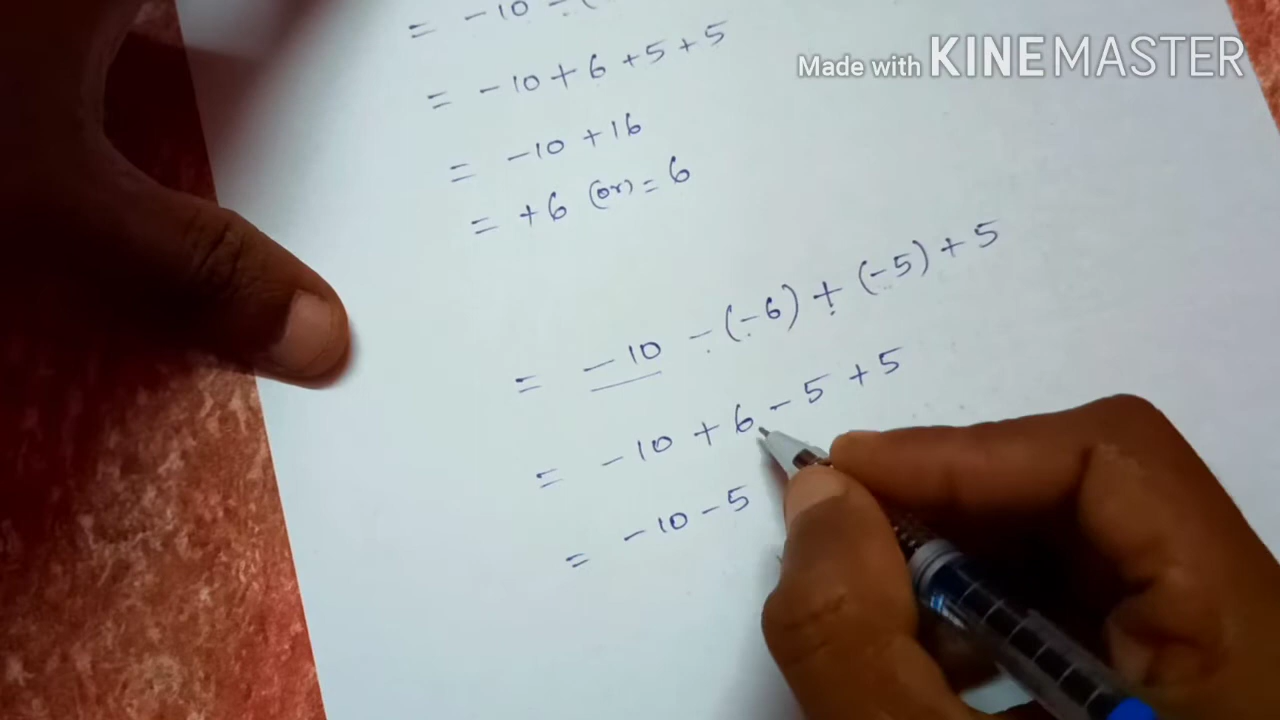 = -10 - (
= -10 + 6 + 5 + 5
Made with KINEMASTER
= -10 + 16
= +6 (or) = 6
= -10 - (-6) + (-5) + 5
= -10 + 6 - 5 + 5
= -10 - 5